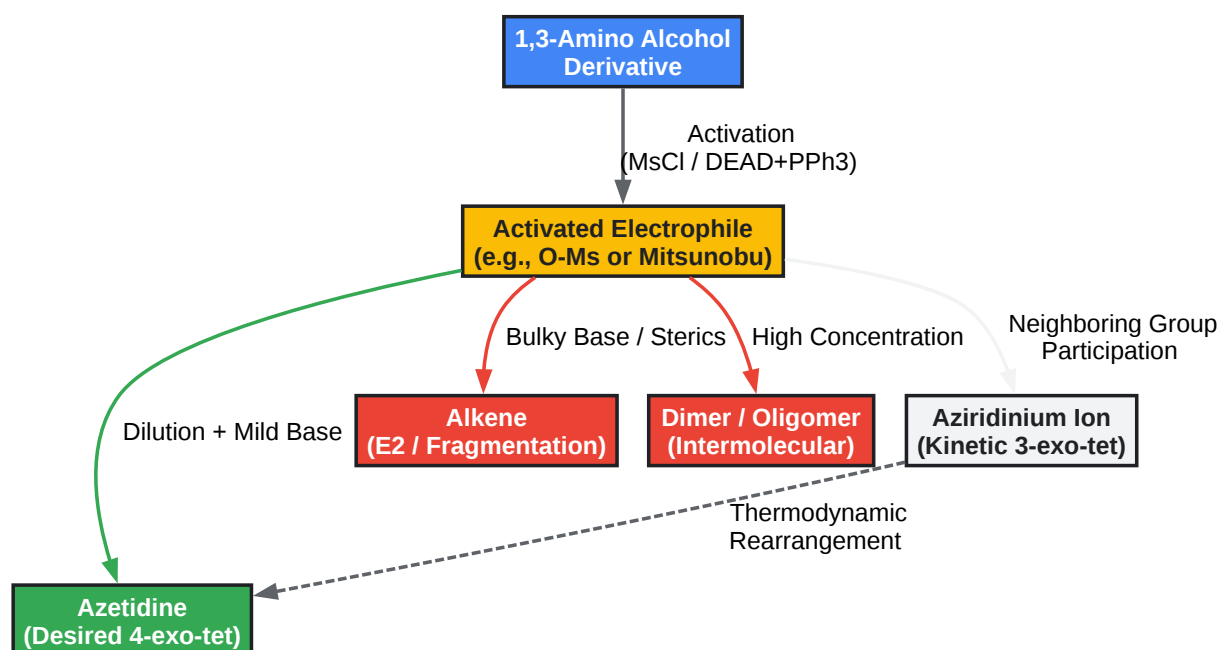 1,3-Amino Alcohol
Derivative
Activation
(MsCl / DEAD+PPh3)
Activated Electrophile
(e.g., O-Ms or Mitsunobu)
Bulky Base / Sterics
High Concentration
Neighboring Group
Participation
Dilution + Mild Base
Alkene
(E2 / Fragmentation)
Dimer / Oligomer
(Intermolecular)
Aziridinium Ion
(Kinetic 3-exo-tet)
Thermodynamic
Rearrangement
Azetidine
(Desired 4-exo-tet)